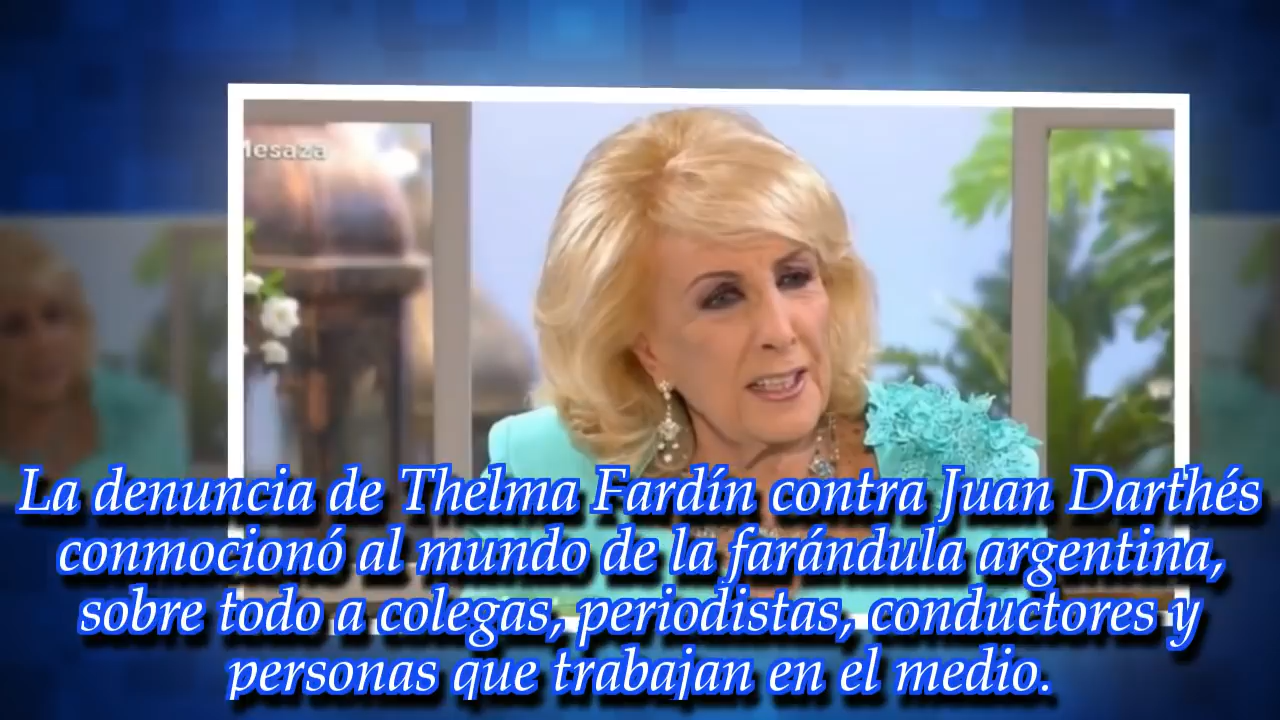 Mesaza
La denuncia de Thelma Fardín contra Juan Darthés
conmocionó al mundo de la farándula argentina,
sobre todo a colegas, periodistas, conductores y
personas que trabajan en el medio.